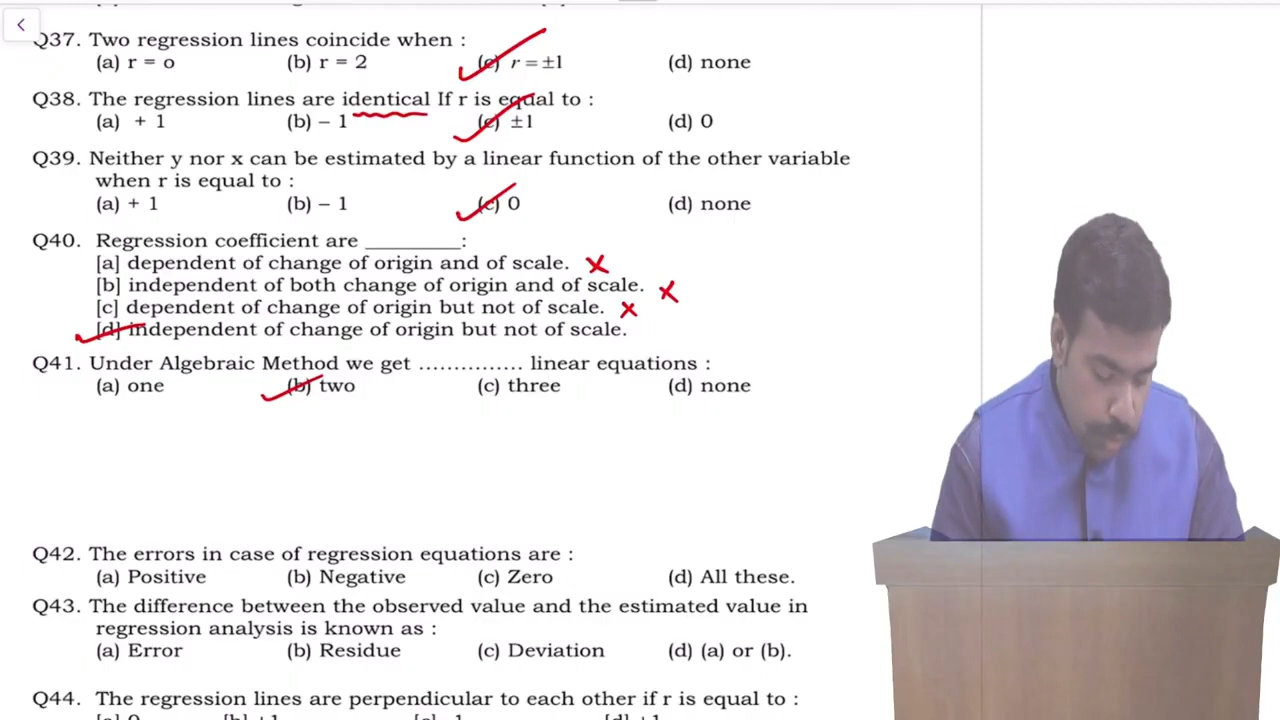 Q37. Two regression lines coincide when :
(a) r = o (b) r = 2 (c) r = ±1 (d) none
Q38. The regression lines are identical If r is equal to :
(a) + 1 (b) – 1 (c) ±1 (d) 0
Q39. Neither y nor x can be estimated by a linear function of the other variable
when r is equal to :
(a) + 1 (b) – 1 (c) 0 (d) none
Q40. Regression coefficient are _________:
[a] dependent of change of origin and of scale.
[b] independent of both change of origin and of scale.
[c] dependent of change of origin but not of scale.
[d] independent of change of origin but not of scale.
Q41. Under Algebraic Method we get …………… linear equations :
(a) one (b) two (c) three (d) none
Q42. The errors in case of regression equations are :
(a) Positive (b) Negative (c) Zero (d) All these.
Q43. The difference between the observed value and the estimated value in
regression analysis is known as :
(a) Error (b) Residue (c) Deviation (d) (a) or (b).
Q44. The regression lines are perpendicular to each other if r is equal to :